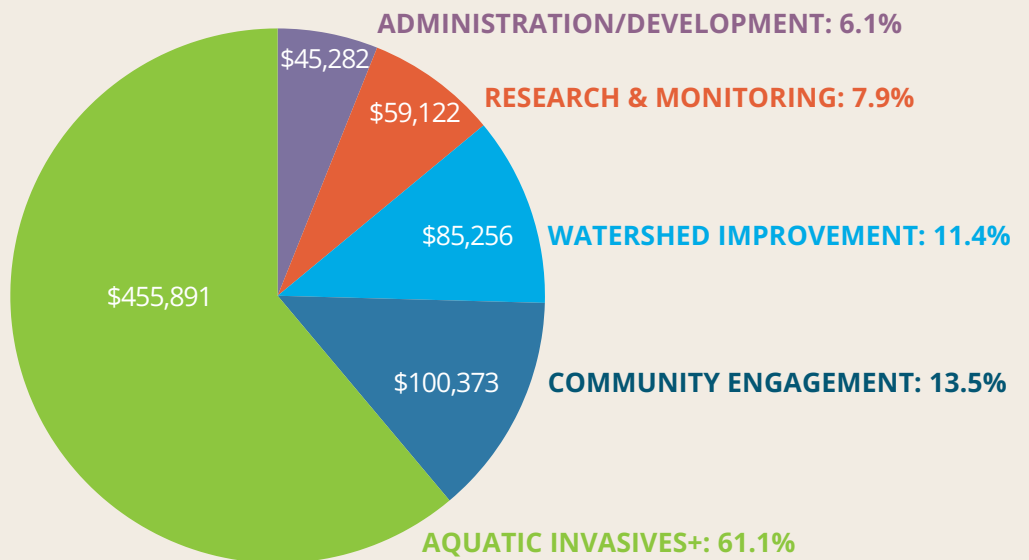 ADMINISTRATION/DEVELOPMENT: 6.1%
$45,282
RESEARCH & MONITORING: 7.9%
$59,122
WATERSHED IMPROVEMENT: 11.4%
$85,256
COMMUNITY ENGAGEMENT: 13.5%
$100,373
AQUATIC INVASIVES+: 61.1%
$455,891